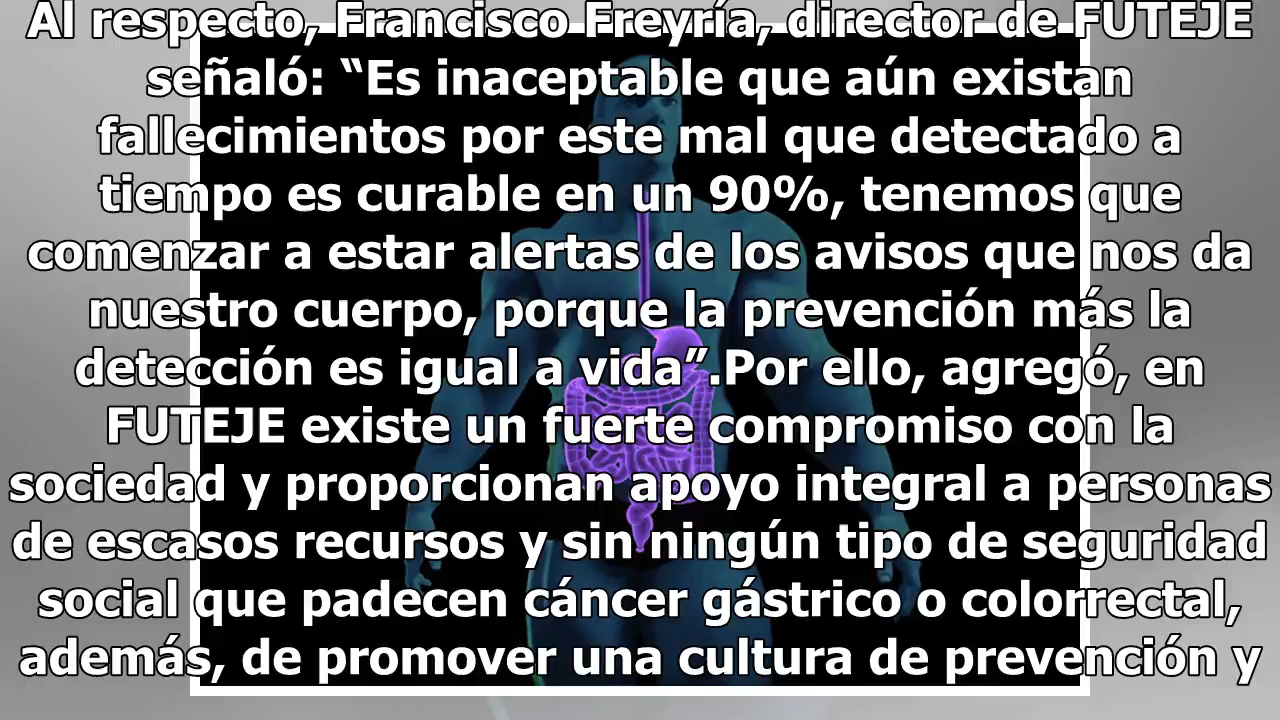 Al respecto, Francisco Freyría, director de FUTEJE
señaló: “Es inaceptable que aún existan
fallecimientos por este mal que detectado a
tiempo es curable en un 90%, tenemos que
comenzar a estar alertas de los avisos que nos da
nuestro cuerpo, porque la prevención más la
detección es igual a vida”.Por ello, agregó, en
FUTEJE existe un fuerte compromiso con la
sociedad y proporcionan apoyo integral a personas
de escasos recursos y sin ningún tipo de seguridad
social que padecen cáncer gástrico o colorrectal,
además, de promover una cultura de prevención y